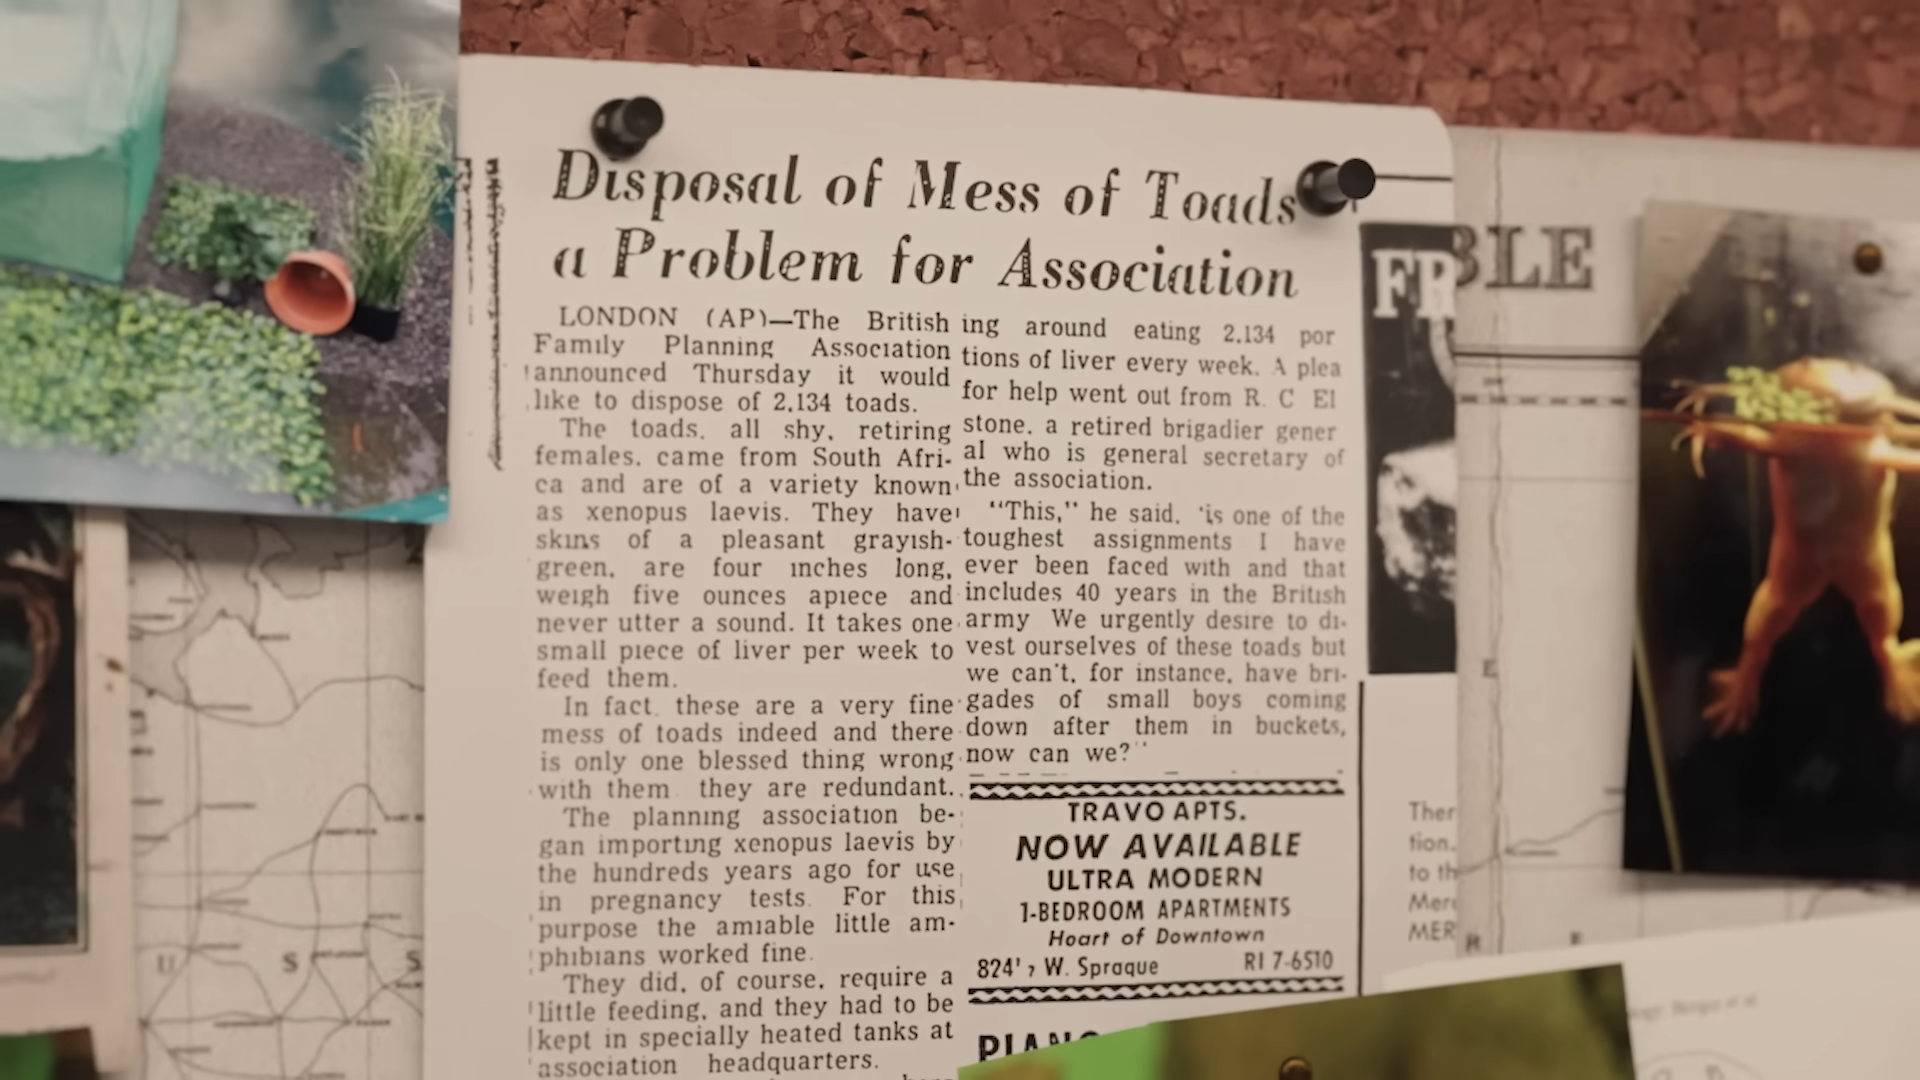 Disposal of Mess of Toads
a Problem for Association
LONDON (AP)—The British
Family Planning Association
announced Thursday it would
like to dispose of 2,134 toads.
The toads, all shy, retiring
females, came from South Afri-
ca and are of a variety known
as xenopus laevis. They have
skins of a pleasant grayish-
green, are four inches long,
weigh five ounces apiece and
never utter a sound. It takes one
small piece of liver per week to
feed them.
In fact, these are a very fine
mess of toads indeed and there
is only one blessed thing wrong
with them they are redundant.
The planning association be-
gan importing xenopus laevis by
the hundreds years ago for use
in pregnancy tests. For this
purpose the amiable little am-
phibians worked fine.
They did, of course, require a
little feeding, and they had to be
kept in specially heated tanks at
association headquarters.
ing around eating 2,134 por
tions of liver every week. A plea
for help went out from R. C El
stone, a retired brigadier gener
al who is general secretary of
the association.
"This," he said, 'is one of the
toughest assignments I have
ever been faced with and that
includes 40 years in the British
army We urgently desire to di-
vest ourselves of these toads but
we can't, for instance, have bri-
gades of small boys coming
down after them in buckets,
now can we?"
TRAVO APTS.
NOW AVAILABLE
ULTRA MODERN
1-BEDROOM APARTMENTS
Heart of Downtown
824' W. Sprague RI 7-6510
PIANO
FR
BLE
E
Ther
tion.
to th
Mer
MER
H E
U S S